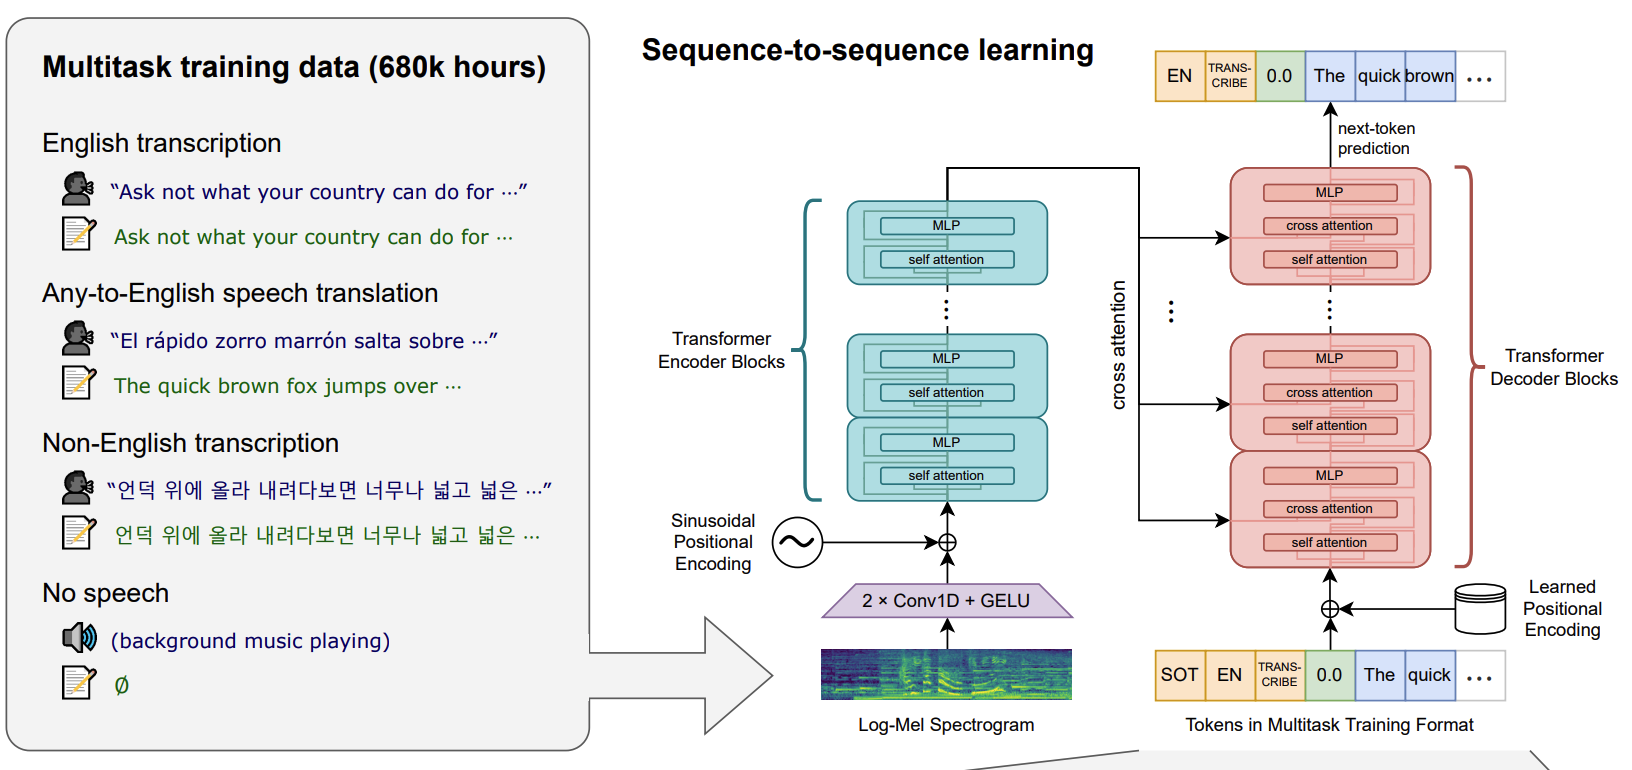 Multitask training data (680k hours)
English transcription
“Ask not what your country can do for ⋯”
Ask not what your country can do for ⋯
Any-to-English speech translation
“El rápido zorro marrón salta sobre ⋯”
The quick brown fox jumps over ⋯
Non-English transcription
“언덕 위에 올라 내려다보면 너무나 넓고 넓은 ⋯”
언덕 위에 올라 내려다보면 너무나 넓고 넓은 ⋯
No speech
(background music playing)
Ø
Sequence-to-sequence learning
EN TRANS-
CRIBE 0.0 The quick brown ⋯
next-token
prediction
MLP
self attention
⋮
MLP
self attention
MLP
self attention
Transformer
Encoder Blocks
Sinusoidal
Positional
Encoding
2 × Conv1D + GELU
Log-Mel Spectrogram
cross attention
⋮
MLP
cross attention
self attention
⋮
MLP
cross attention
self attention
MLP
cross attention
self attention
Transformer
Decoder Blocks
Learned
Positional
Encoding
SOT EN TRANS-
CRIBE 0.0 The quick ⋯
Tokens in Multitask Training Format